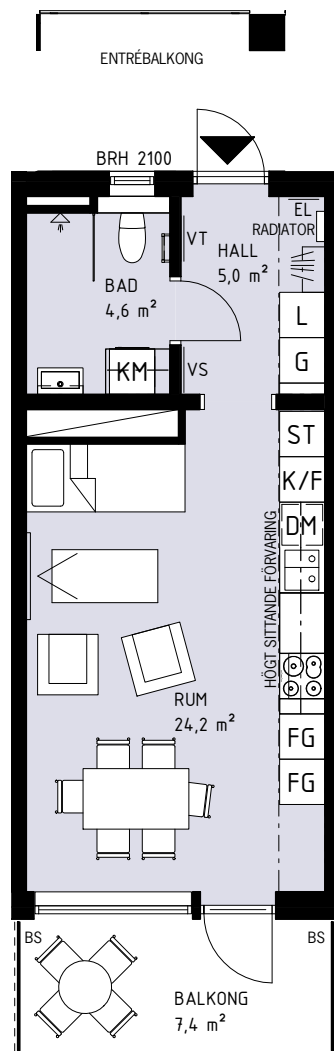 ENTRÉBALKONG
BRH 2100
EL
RADIATOR
VT
HALL
5,0 m²
BAD
4,6 m²
L
G
KM
VS
ST
K/F
DM
HÖGT SITTANDE FÖRVARING
RUM
24,2 m²
FG
FG
BS
BS
BALKONG
7,4 m²